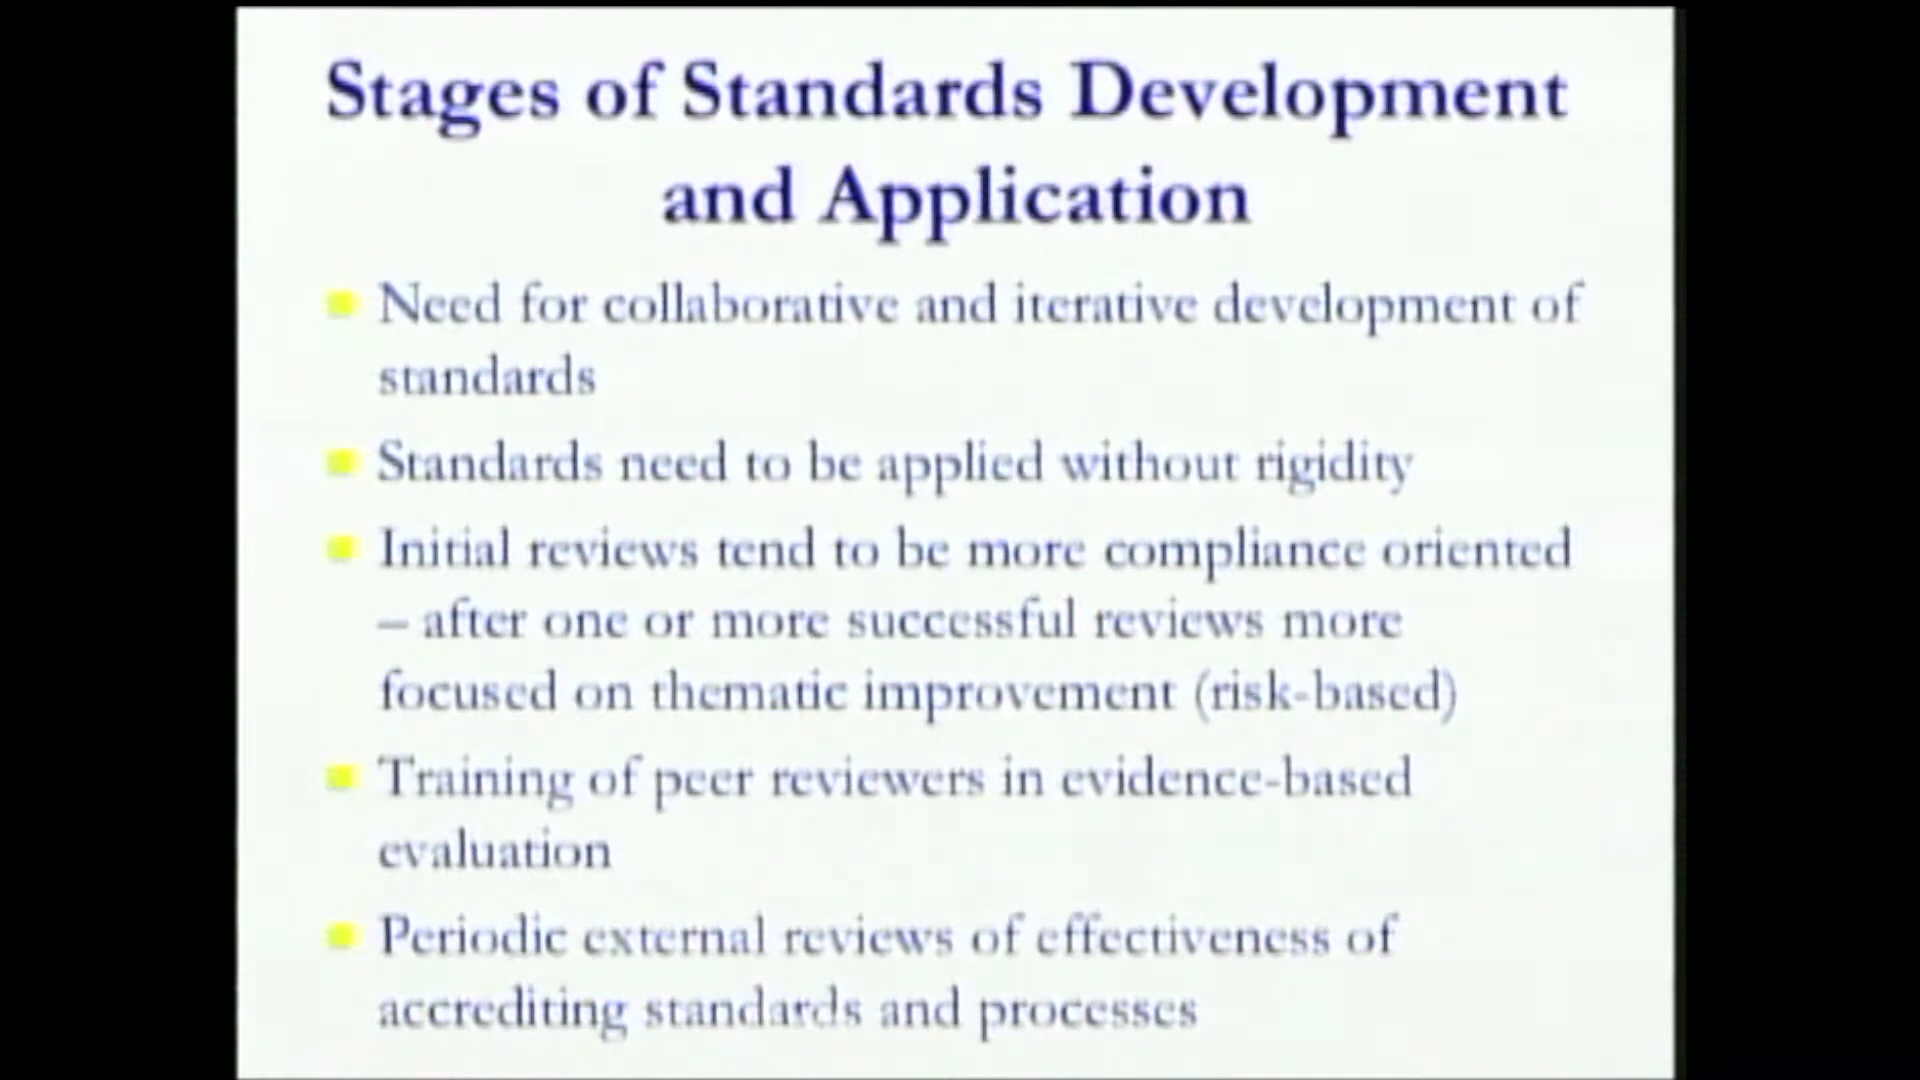 Stages of Standards Development
and Application
Need for collaborative and iterative development of
standards
Standards need to be applied without rigidity
Initial reviews tend to be more compliance oriented
– after one or more successful reviews more
focused on thematic improvement (risk-based)
Training of peer reviewers in evidence-based
evaluation
Periodic external reviews of effectiveness of
accrediting standards and processes